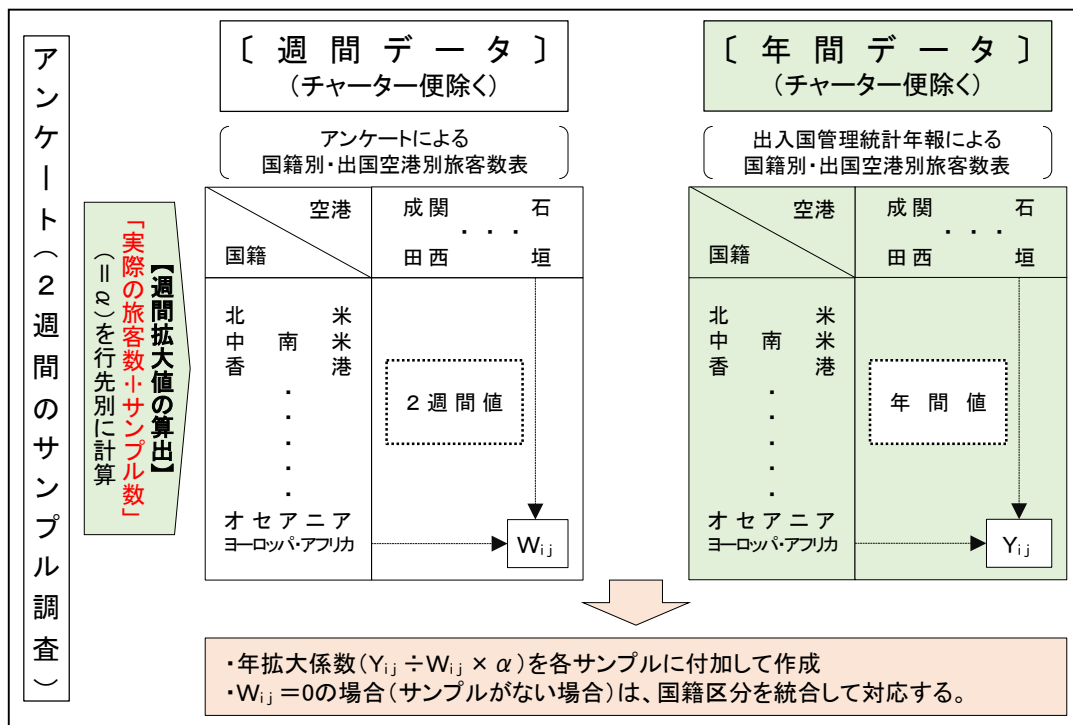 アンケート(2週間のサンプル調査)
【週間拡大値の算出】
「実際の旅客数÷サンプル数」
(=α)を行先別に計算
〔週間データ〕
(チャーター便除く)
アンケートによる
国籍別・出国空港別旅客数表
空港
国籍
成関 石
・・・
田西 垣
北米
中南米
香港
・
・
・
・
・
オセアニア
ヨーロッパ・アフリカ
2週間値
Wij
〔年間データ〕
(チャーター便除く)
出入国管理統計年報による
国籍別・出国空港別旅客数表
空港
国籍
成関 石
・・・
田西 垣
北米
中南米
香港
・
・
・
・
・
オセアニア
ヨーロッパ・アフリカ
年間値
Yij
・年拡大係数(Yij÷Wij×α)を各サンプルに付加して作成
・Wij=0の場合(サンプルがない場合)は、国籍区分を統合して対応する。